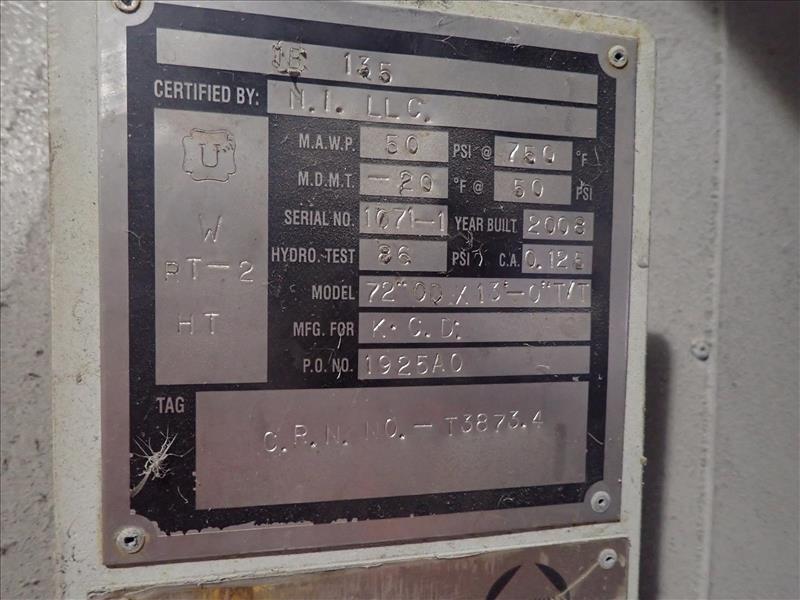 135
CERTIFIED BY: N.I. LLC.
U
W
RT-2
HT
M.A.W.P. 50 PSI @ 750 °F
M.D.M.T. -20 °F @ 50 PSI
SERIAL NO. 1071-1 YEAR BUILT 2008
HYDRO. TEST 86 PSI C.A. 0.125
MODEL 72" OD X 13'-0" T/T
MFG. FOR K.C.D.
P.O. NO. 1925A0
TAG
C.R.N. NO.- T3873.4